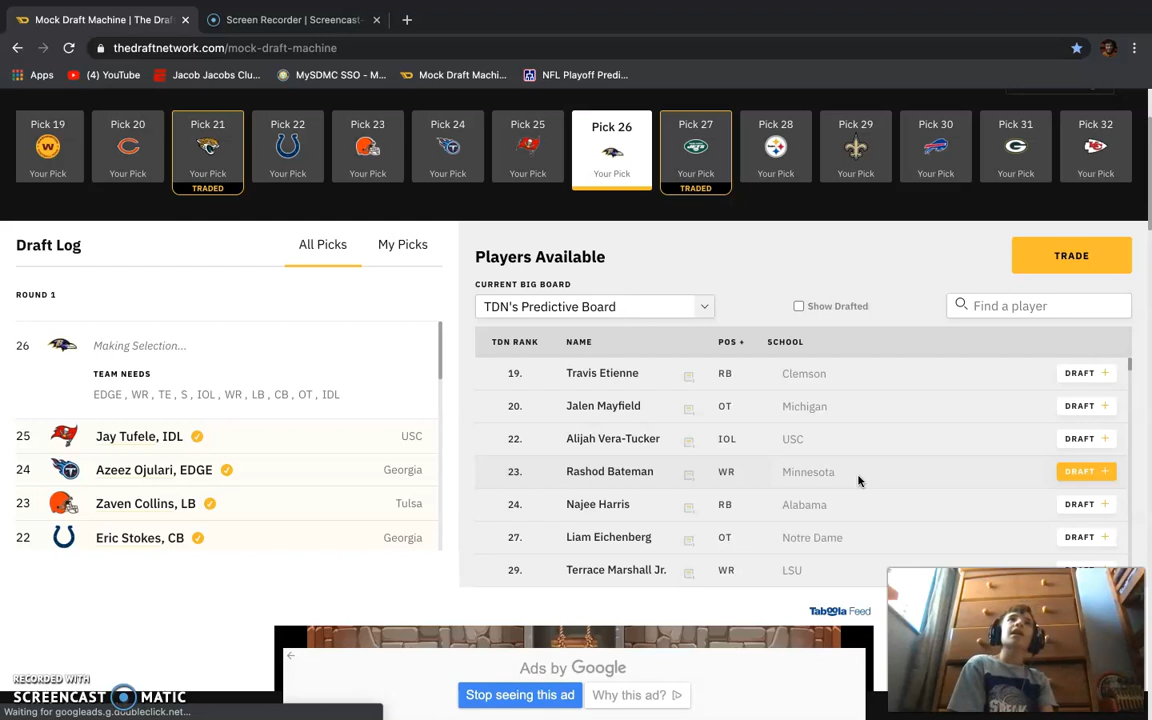 Mock Draft Machine | The Dra
Screen Recorder | Screencast-
thedraftnetwork.com/mock-draft-machine
Apps
(4) YouTube
Jacob Jacobs Clu...
MySDMC SSO - M...
Mock Draft Machi...
NFL Playoff Predi...
Pick 19
Pick 20
Pick 21
Pick 22
Pick 23
Pick 24
Pick 25
Pick 26
Pick 27
Pick 28
Pick 29
Pick 30
Pick 31
Pick 32
Your Pick
Your Pick
Your Pick
Your Pick
Your Pick
Your Pick
Your Pick
Your Pick
Your Pick
Your Pick
Your Pick
Your Pick
Your Pick
Your Pick
TRADED
TRADED
Draft Log
All Picks
My Picks
ROUND 1
26
Making Selection...
TEAM NEEDS
EDGE , WR , TE , S , IOL , WR , LB , CB , OT , IDL
25 Jay Tufele, IDL USC
24 Azeez Ojulari, EDGE Georgia
23 Zaven Collins, LB Tulsa
22 Eric Stokes, CB Georgia
Players Available
TRADE
CURRENT BIG BOARD
TDN's Predictive Board
Show Drafted
Find a player
TDN RANK NAME POS SCHOOL
19. Travis Etienne RB Clemson DRAFT +
20. Jalen Mayfield OT Michigan DRAFT +
22. Alijah Vera-Tucker IOL USC DRAFT +
23. Rashod Bateman WR Minnesota DRAFT +
24. Najee Harris RB Alabama DRAFT +
27. Liam Eichenberg OT Notre Dame DRAFT +
29. Terrace Marshall Jr. WR LSU
Taboola Feed
Ads by Google
Stop seeing this ad
Why this ad?
RECORDED WITH
SCREENCAST MATIC
Waiting for googleads.g.doubleclick.net...